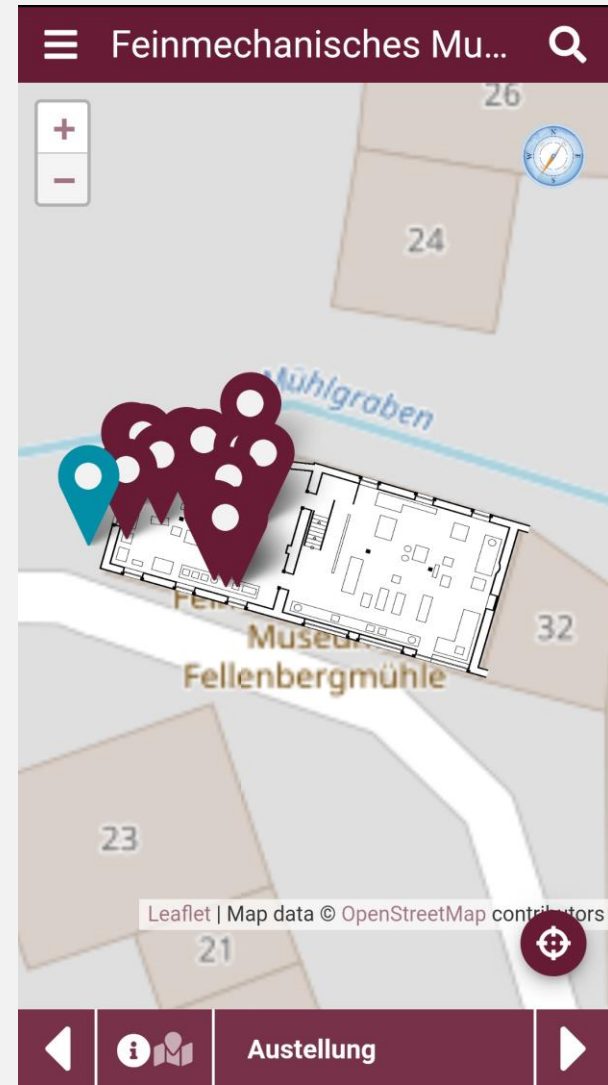 Feinmechanisches Mu...
+
−
26
24
Mühlgraben
32
Museum
Fellenbergmühle
23
Leaflet | Map data © OpenStreetMap contributors
21
Austellung